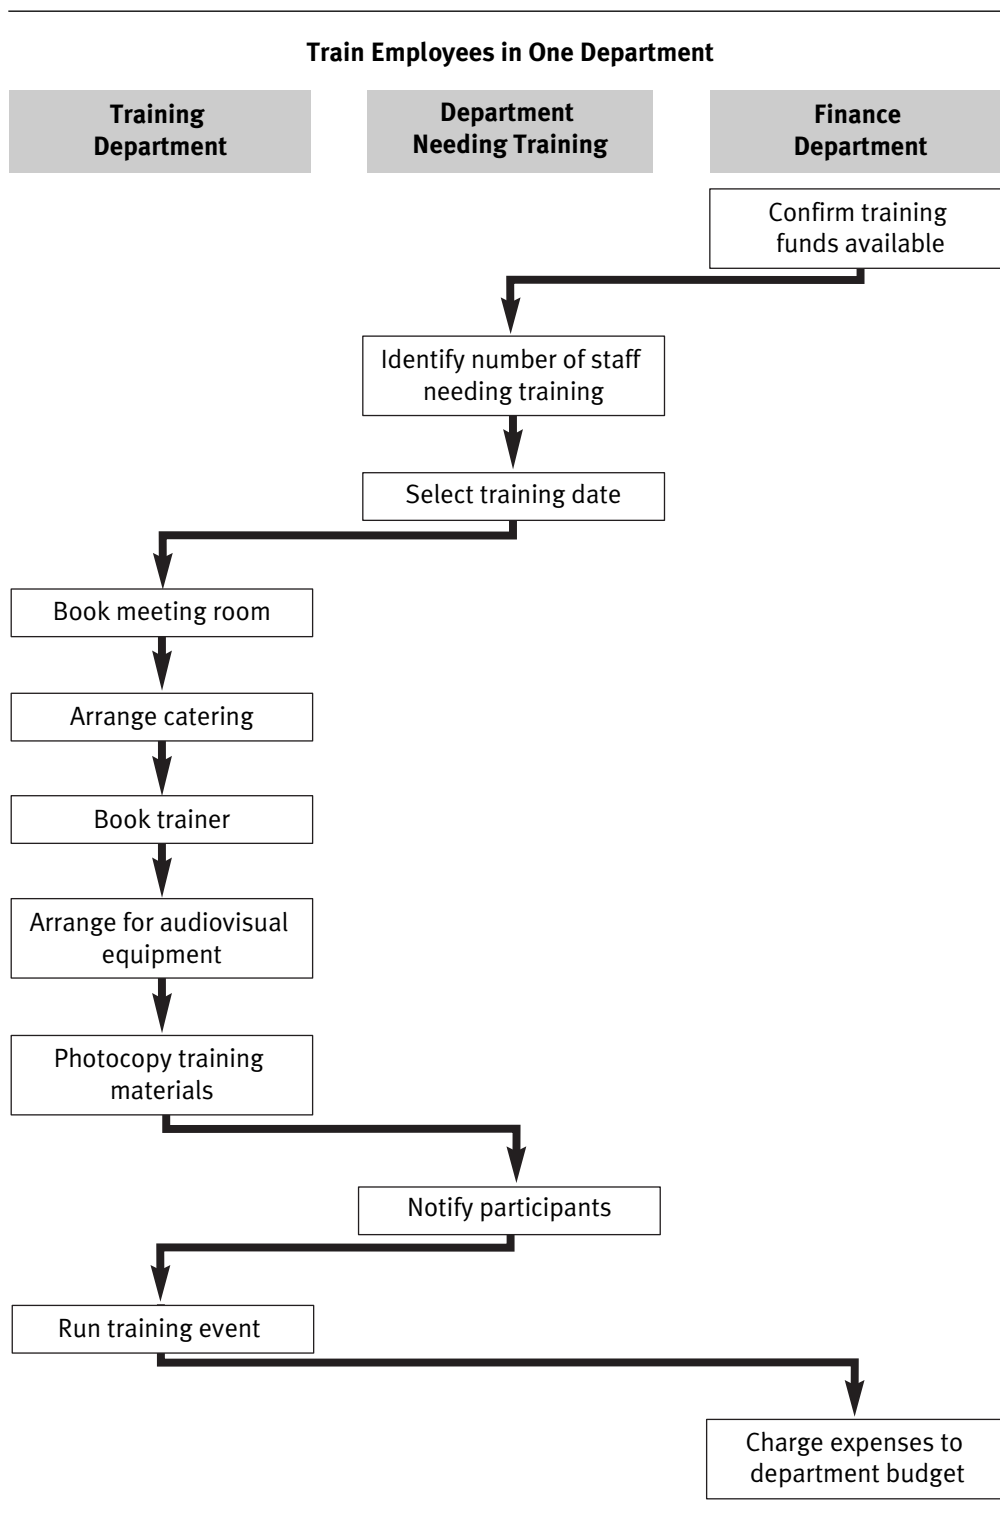 Train Employees in One Department
Training
Department
Department
Needing Training
Finance
Department
Confirm training
funds available
Identify number of staff
needing training
Select training date
Book meeting room
Arrange catering
Book trainer
Arrange for audiovisual
equipment
Photocopy training
materials
Notify participants
Run training event
Charge expenses to
department budget